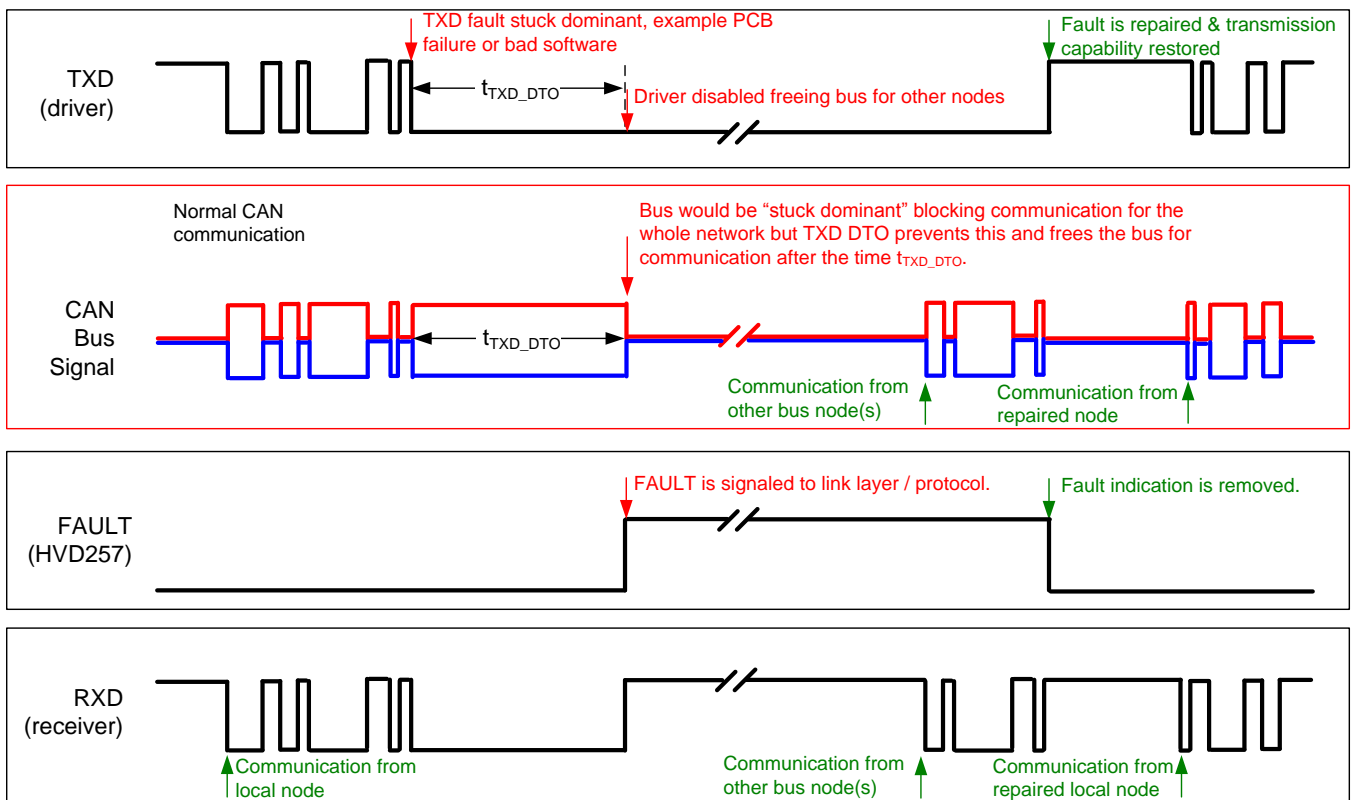 TXD fault stuck dominant, example PCB
failure or bad software
Fault is repaired & transmission
capability restored
TXD
(driver)
tTXD_DTO
Driver disabled freeing bus for other nodes
Normal CAN
communication
Bus would be “stuck dominant” blocking communication for the
whole network but TXD DTO prevents this and frees the bus for
communication after the time tTXD_DTO.
CAN
Bus
Signal
tTXD_DTO
Communication from
other bus node(s)
Communication from
repaired node
FAULT is signaled to link layer / protocol.
Fault indication is removed.
FAULT
(HVD257)
RXD
(receiver)
Communication from
local node
Communication from
other bus node(s)
Communication from
repaired local node